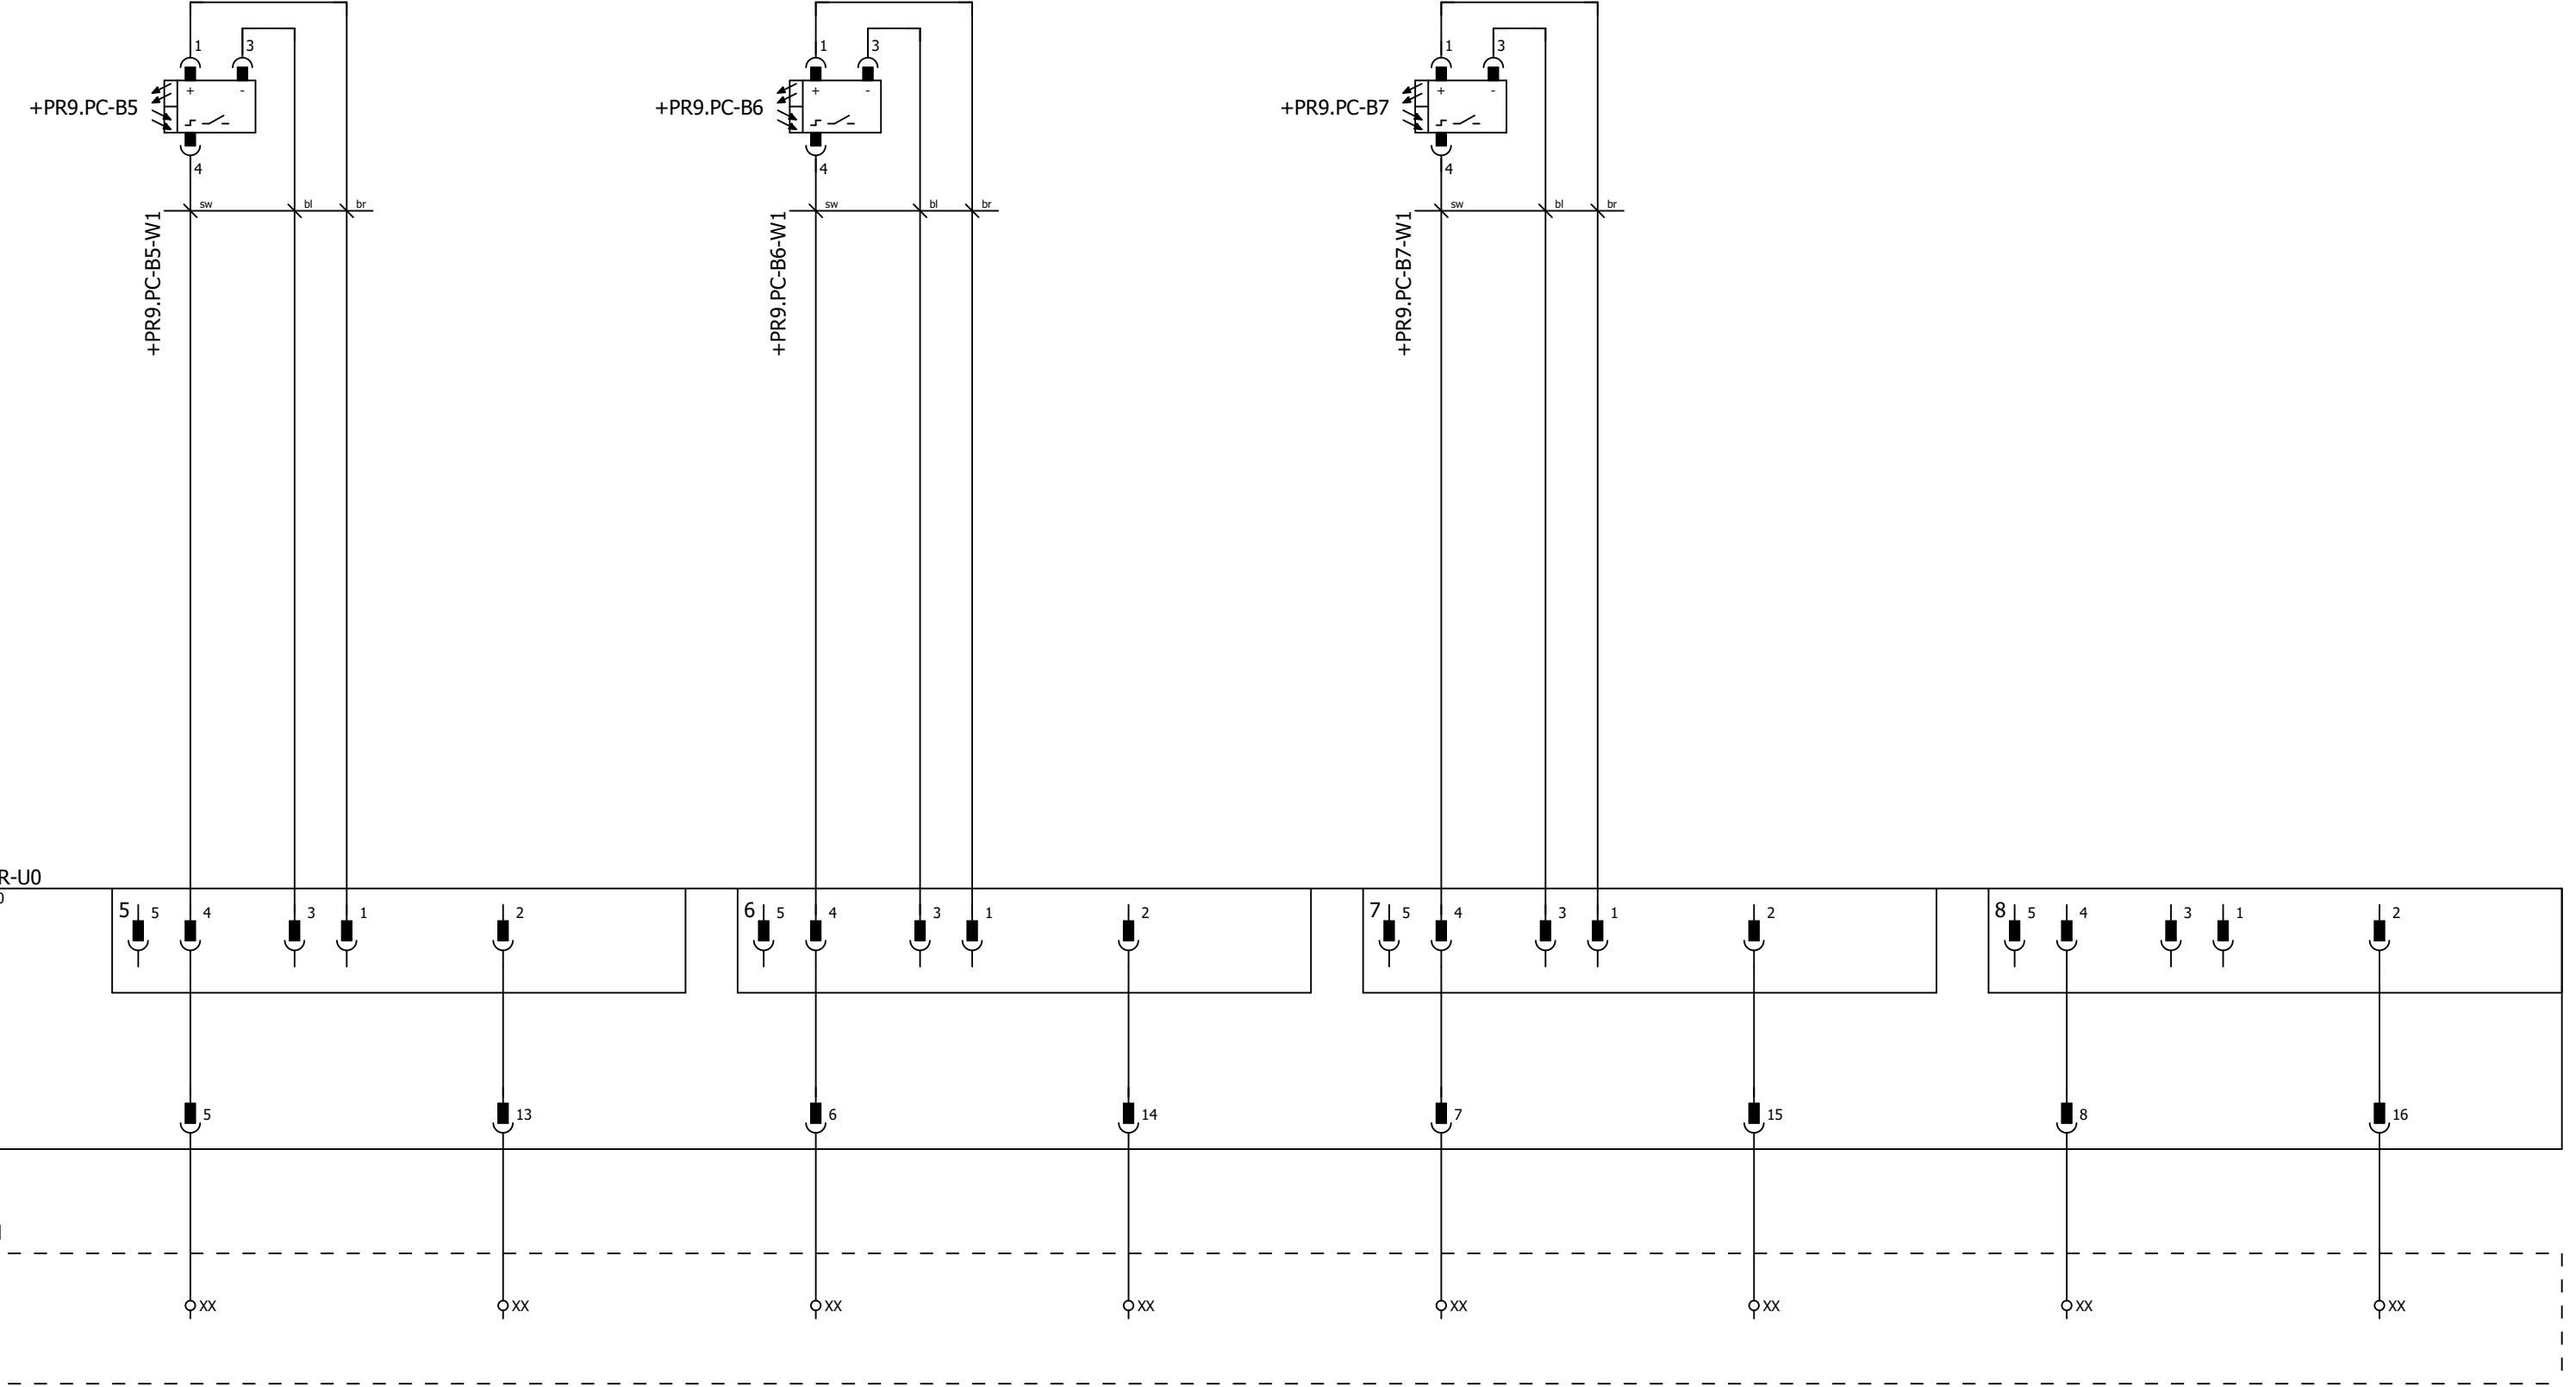 1 3 1 3 1 3
+ - + - + -
+PR9.PC-B5 +PR9.PC-B6 +PR9.PC-B7
4 4 4
sw bl br sw bl br sw bl br
+PR9.PC-B5-W1 +PR9.PC-B6-W1 +PR9.PC-B7-W1
R-U0
5 5 4 3 1 2 6 5 4 3 1 2 7 5 4 3 1 2 8 5 4 3 1 2
5 13 6 14 7 15 8 16
XX XX XX XX XX XX XX XX